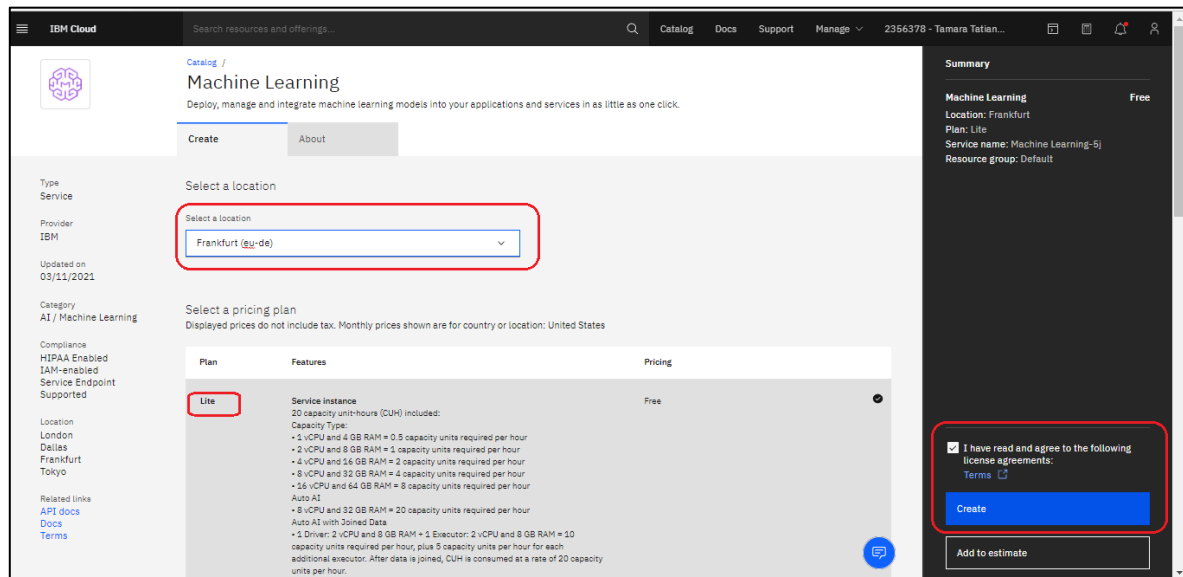 IBM Cloud
Search resources and offerings...
Catalog
Docs
Support
Manage
2356378 - Tamara Tatian...
Catalog /
Machine Learning
Deploy, manage and integrate machine learning models into your applications and services in as little as one click.
Create
About
Type
Service
Provider
IBM
Updated on
03/11/2021
Category
AI / Machine Learning
Compliance
HIPAA Enabled
IAM-enabled
Service Endpoint
Supported
Location
London
Dallas
Frankfurt
Tokyo
Related links
API docs
Docs
Terms
Select a location
Select a location
Frankfurt (eu-de)
Select a pricing plan
Displayed prices do not include tax. Monthly prices shown are for country or location: United States
Plan
Features
Pricing
Lite
Service instance
Free
20 capacity unit-hours (CUH) included:
Capacity Type:
• 1 vCPU and 4 GB RAM = 0.5 capacity units required per hour
• 2 vCPU and 8 GB RAM = 1 capacity units required per hour
• 4 vCPU and 16 GB RAM = 2 capacity units required per hour
• 8 vCPU and 32 GB RAM = 4 capacity units required per hour
• 16 vCPU and 64 GB RAM = 8 capacity units required per hour
Auto AI
• 8 vCPU and 32 GB RAM = 20 capacity units required per hour
Auto AI with Joined Data
• 1 Driver: 2 vCPU and 8 GB RAM + 1 Executor: 2 vCPU and 8 GB RAM = 10
capacity units required per hour, plus 5 capacity units per hour for each
additional executor. After data is joined, CUH is consumed at a rate of 20 capacity
units per hour.
Summary
Machine Learning
Free
Location: Frankfurt
Plan: Lite
Service name: Machine Learning-5j
Resource group: Default
I have read and agree to the following
license agreements:
Terms
Create
Add to estimate